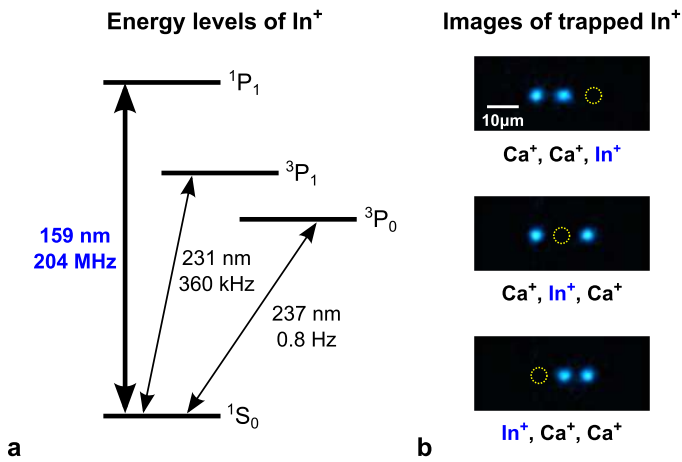 Energy levels of In⁺
¹P₁
³P₁
³P₀
159 nm
204 MHz
231 nm
360 kHz
237 nm
0.8 Hz
¹S₀
a
Images of trapped In⁺
10μm
Ca⁺, Ca⁺, In⁺
Ca⁺, In⁺, Ca⁺
In⁺, Ca⁺, Ca⁺
b